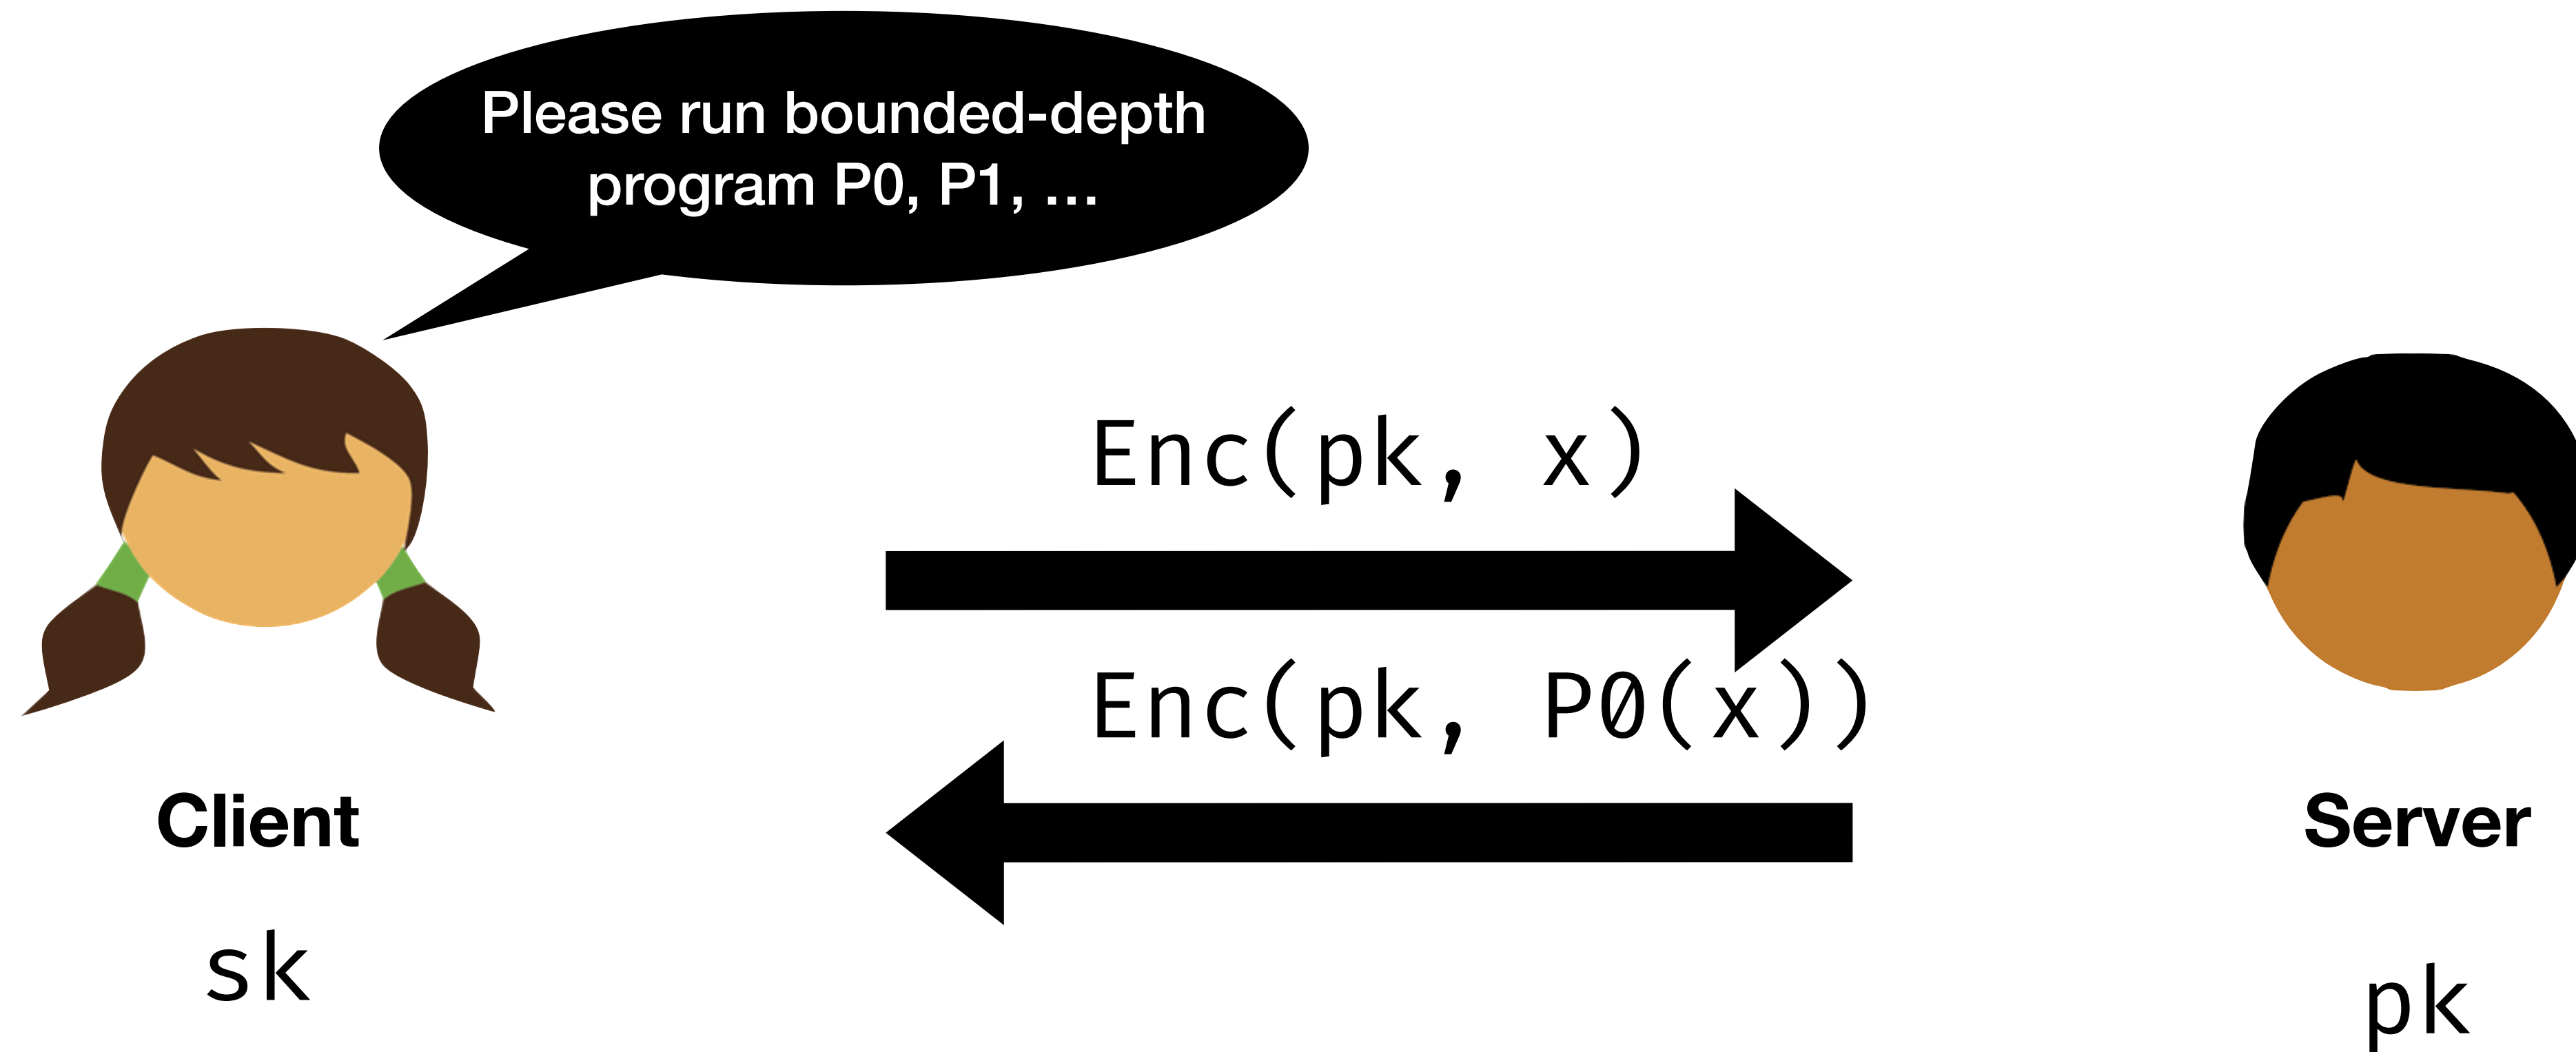 Please run bounded-depth
program P0, P1, ...
Enc(pk, x)
Enc(pk, P0(x))
Client
Server
sk
pk